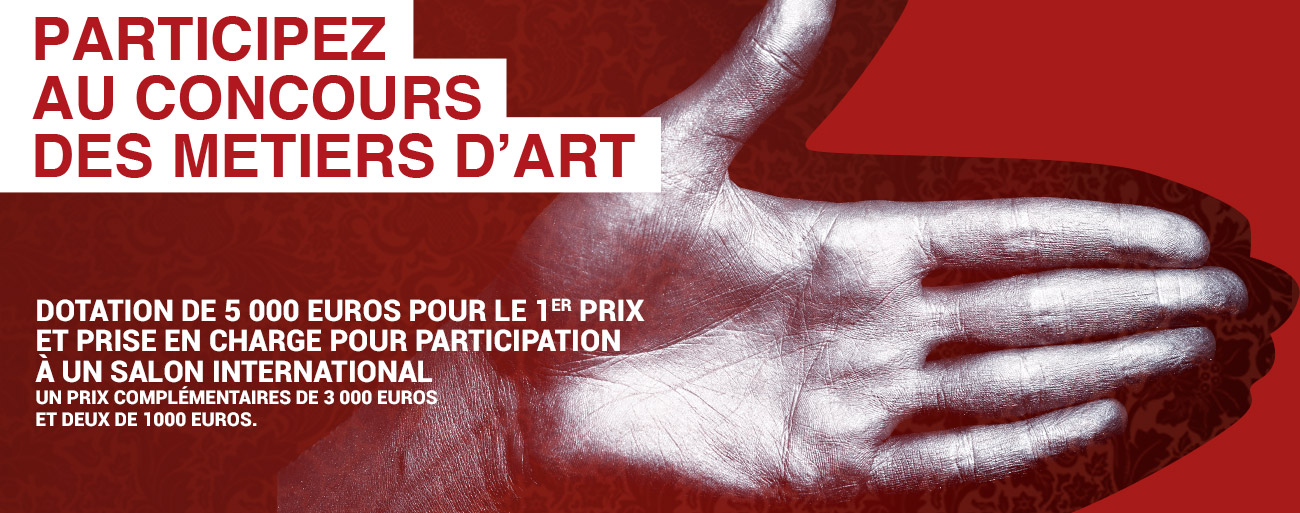 PARTICIPEZ
AU CONCOURS
DES METIERS D'ART
DOTATION DE 5 000 EUROS POUR LE 1ER PRIX
ET PRISE EN CHARGE POUR PARTICIPATION
À UN SALON INTERNATIONAL
UN PRIX COMPLÉMENTAIRES DE 3 000 EUROS
ET DEUX DE 1000 EUROS.